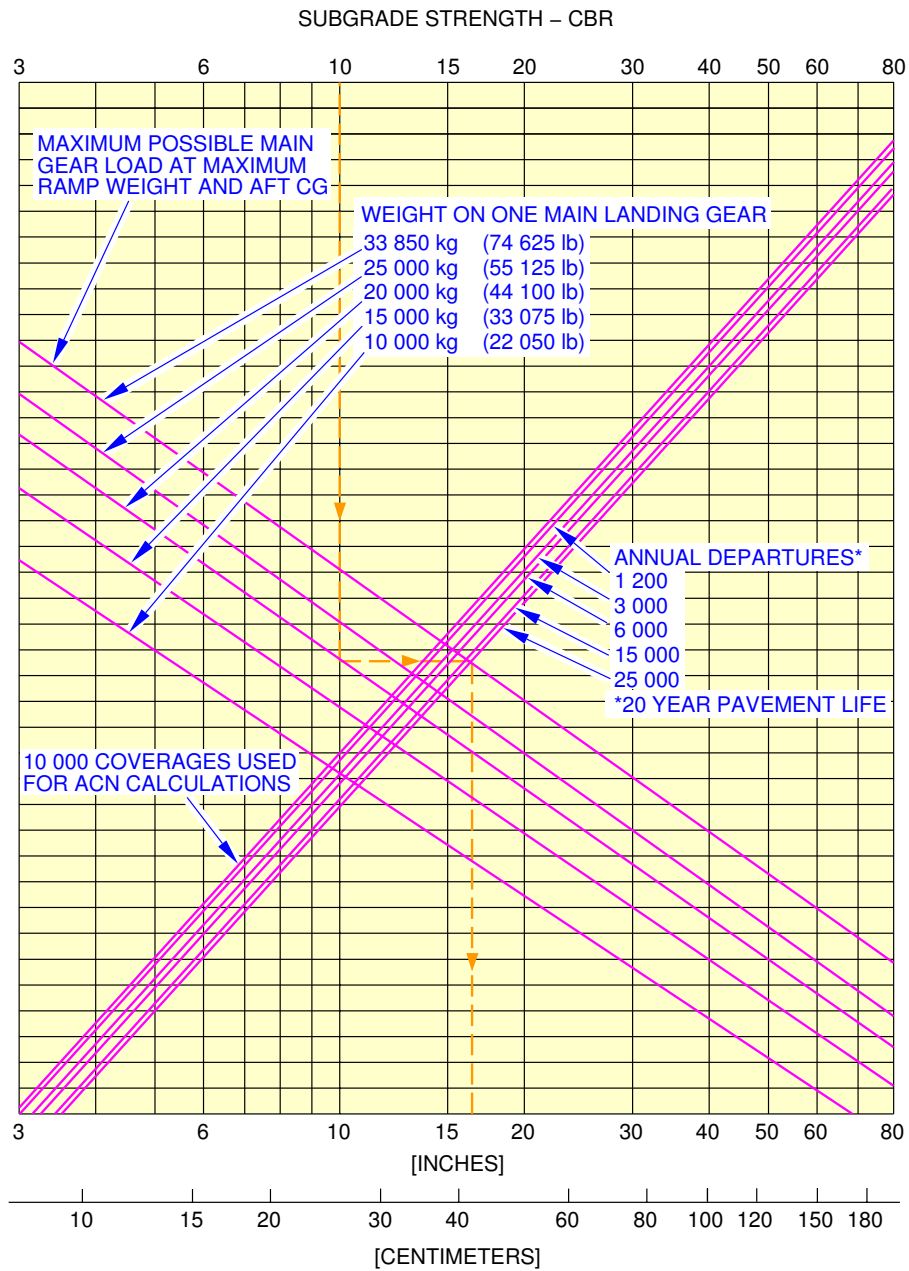 SUBGRADE STRENGTH – CBR
3 6 10 15 20 30 40 50 60 80
MAXIMUM POSSIBLE MAIN
GEAR LOAD AT MAXIMUM
RAMP WEIGHT AND AFT CG
WEIGHT ON ONE MAIN LANDING GEAR
33 850 kg (74 625 lb)
25 000 kg (55 125 lb)
20 000 kg (44 100 lb)
15 000 kg (33 075 lb)
10 000 kg (22 050 lb)
ANNUAL DEPARTURES*
1 200
3 000
6 000
15 000
25 000
*20 YEAR PAVEMENT LIFE
10 000 COVERAGES USED
FOR ACN CALCULATIONS
3 6 10 15 20 30 40 50 60 80
[INCHES]
10 15 20 30 40 60 80 100 120 150 180
[CENTIMETERS]